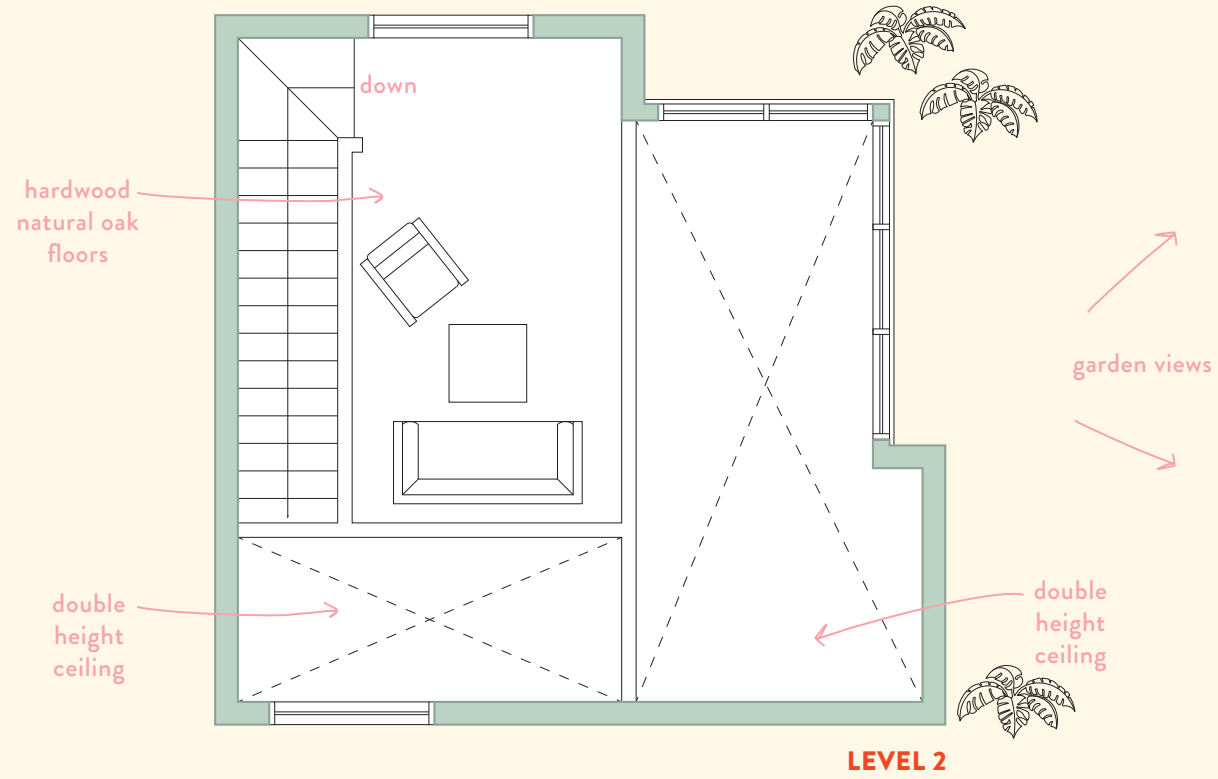 down
hardwood
natural oak
floors
garden views
double
height
ceiling
double
height
ceiling
LEVEL 2